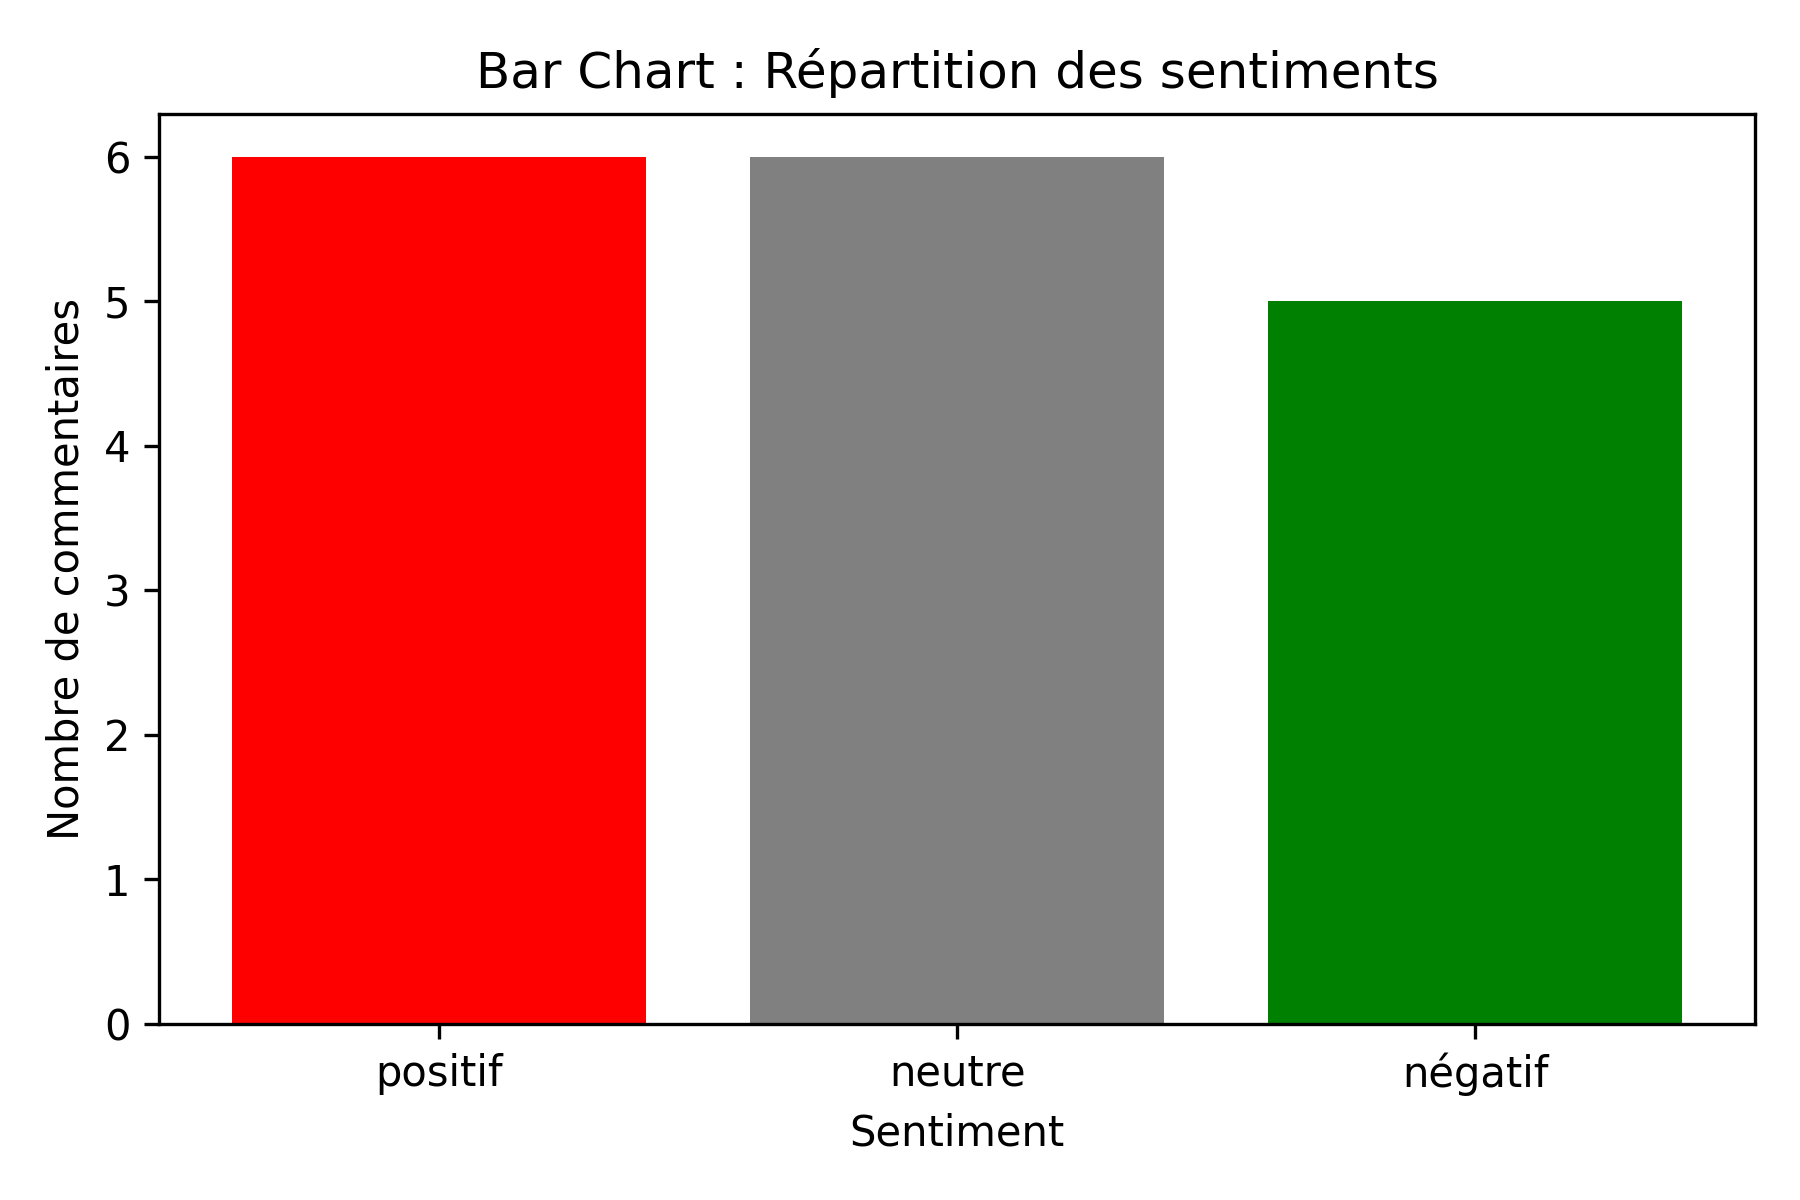 Bar Chart : Répartition des sentiments
Nombre de commentaires
6
5
4
3
2
1
0
positif neutre négatif
Sentiment